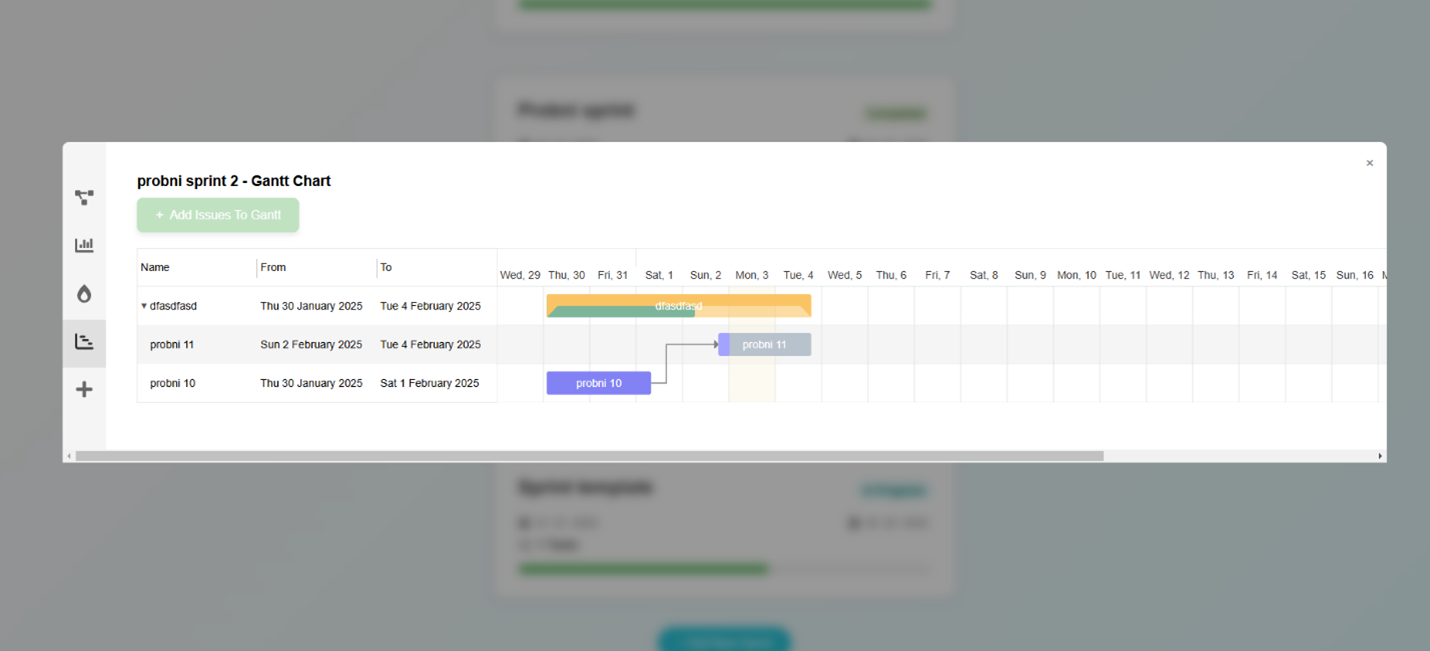 Probni sprint
probni sprint 2 - Gantt Chart
×
+ Add Issues To Gantt
Name From To
Wed, 29 Thu, 30 Fri, 31 Sat, 1 Sun, 2 Mon, 3 Tue, 4 Wed, 5 Thu, 6 Fri, 7 Sat, 8 Sun, 9 Mon, 10 Tue, 11 Wed, 12 Thu, 13 Fri, 14 Sat, 15 Sun, 16
▾ dfasdfasd Thu 30 January 2025 Tue 4 February 2025 dfasdfasd
probni 11 Sun 2 February 2025 Tue 4 February 2025 probni 11
probni 10 Thu 30 January 2025 Sat 1 February 2025 probni 10
Sprint template